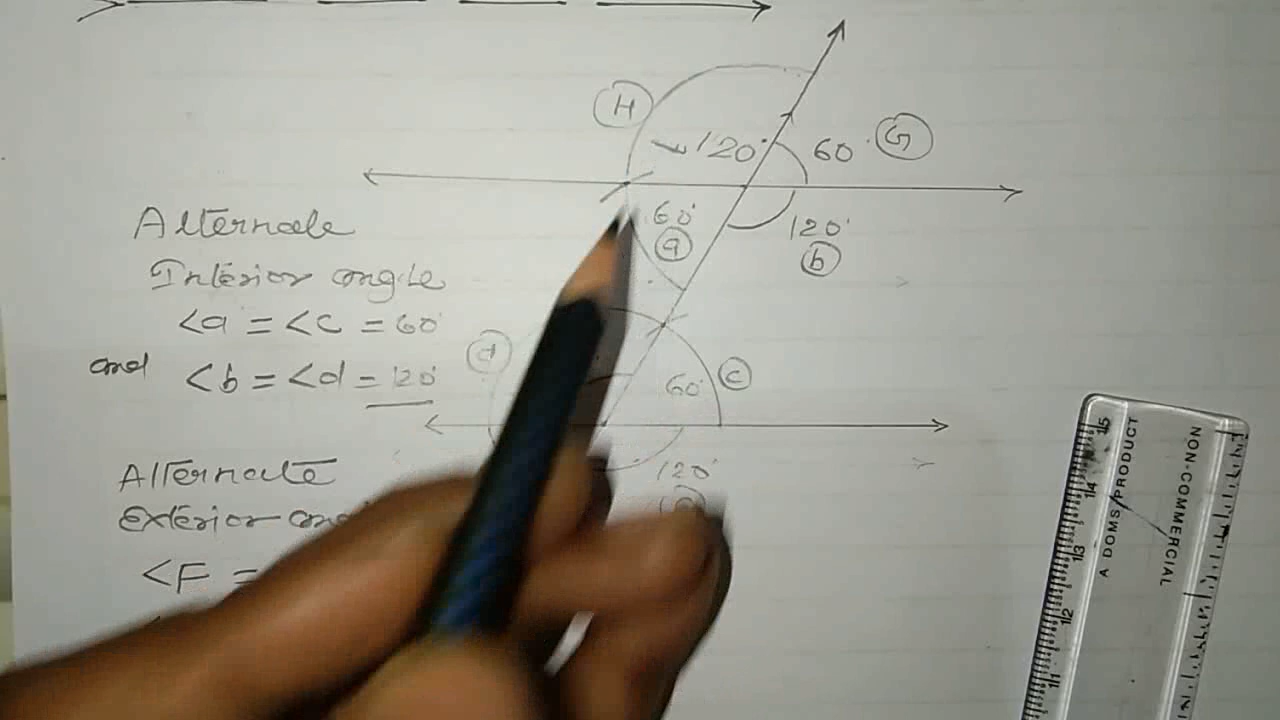 H
120°
60° G
60°
a
120°
b
Alternate
Interior angle
<a = <c = 60°
and <b = <d = 120°
d
60° c
120°
Alternate
Exterior
<F =
15
14
13
12
11
A DOMS PRODUCT
NON-COMMERCIAL